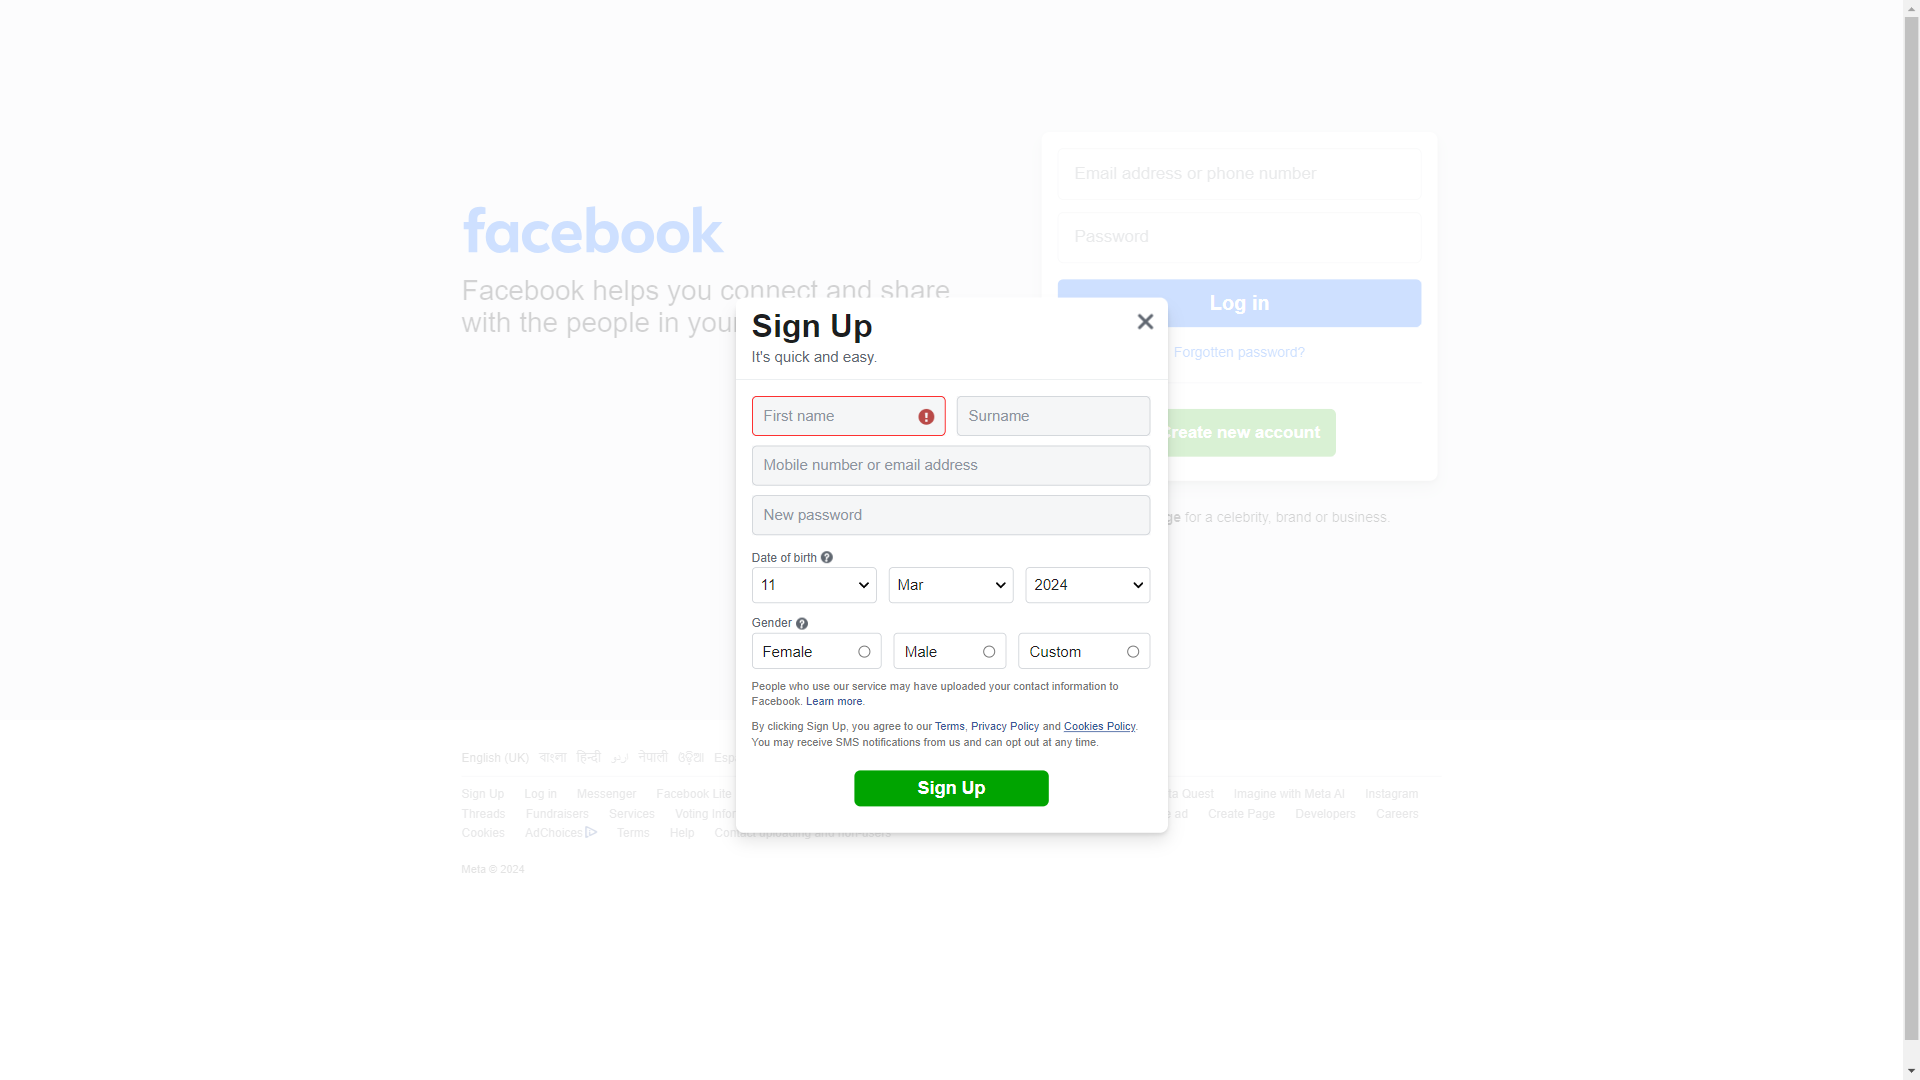 facebook
Facebook helps you connect and share
with the people in your
Email address or phone number
Password
Log in
Forgotten password?
Create new account
for a celebrity, brand or business.
Sign Up
It's quick and easy.
First name
Surname
Mobile number or email address
New password
Date of birth
11
Mar
2024
Gender
Female
Male
Custom
People who use our service may have uploaded your contact information to
Facebook. Learn more.
By clicking Sign Up, you agree to our Terms, Privacy Policy and Cookies Policy.
You may receive SMS notifications from us and can opt out at any time.
Sign Up
English (UK) বাংলা हिन्दी اردو नेपाली ଓଡ଼ିଆ
Sign Up Log in Messenger Facebook Lite Quest Imagine with Meta AI Instagram
Threads Fundraisers Services Voting ad Create Page Developers Careers
Cookies AdChoices Terms Help Contact uploading and non-users
Meta © 2024